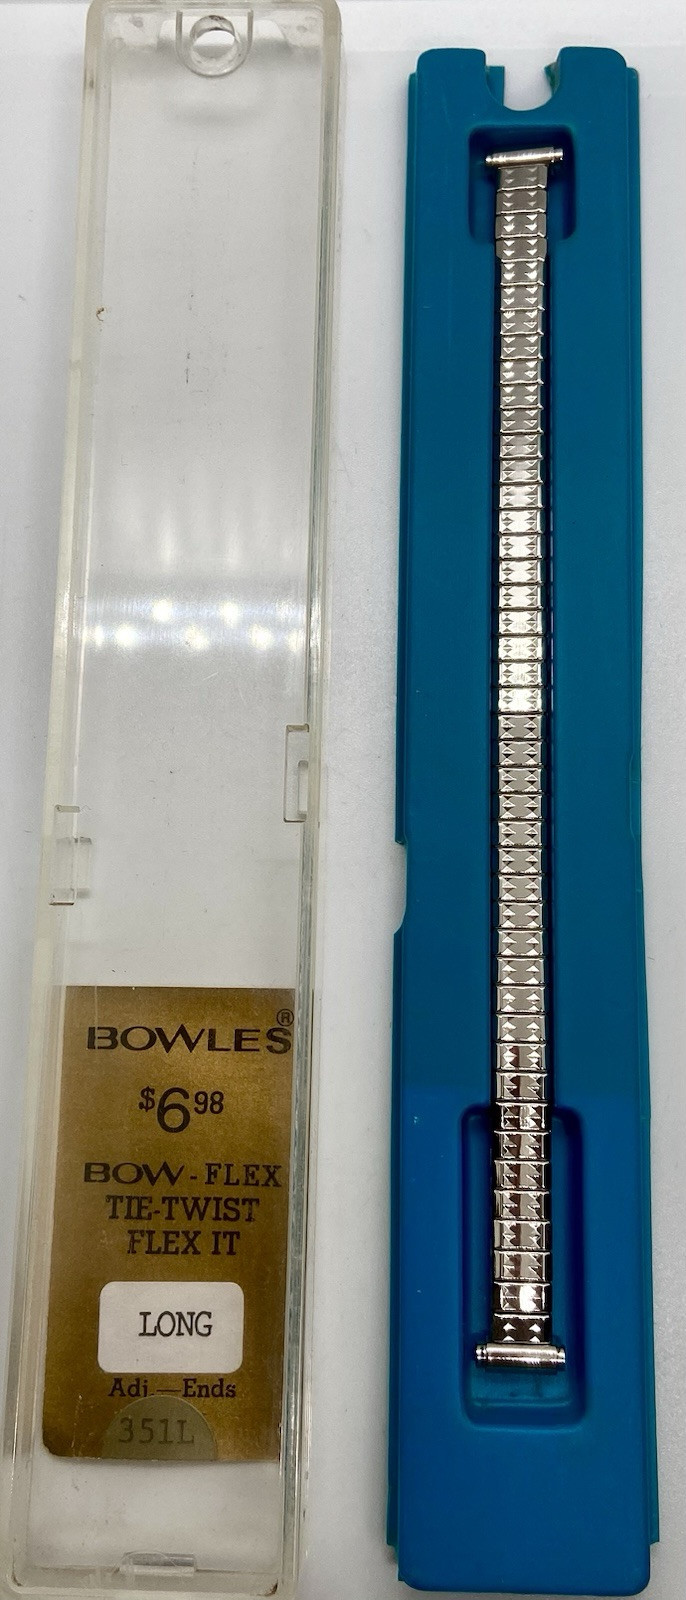 BOWLES®
$6 98
BOW-FLEX
TIE-TWIST
FLEX IT
LONG
Adj.—Ends
351L